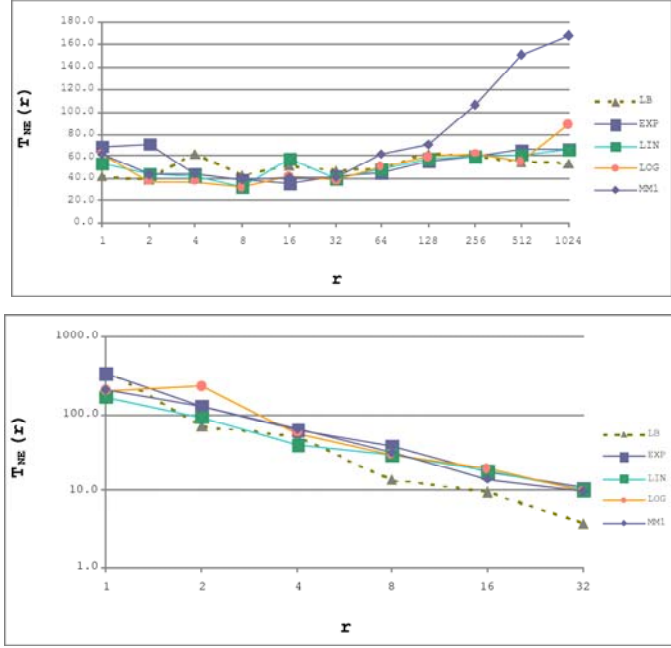 180.0
160.0
140.0
120.0
100.0
80.0
60.0
40.0
20.0
0.0
T_NE (r)
1 2 4 8 16 32 64 128 256 512 1024
r
LB
EXP
LIN
LOG
MM1
1000.0
100.0
10.0
1.0
T_NE (r)
1 2 4 8 16 32
r
LB
EXP
LIN
LOG
MM1